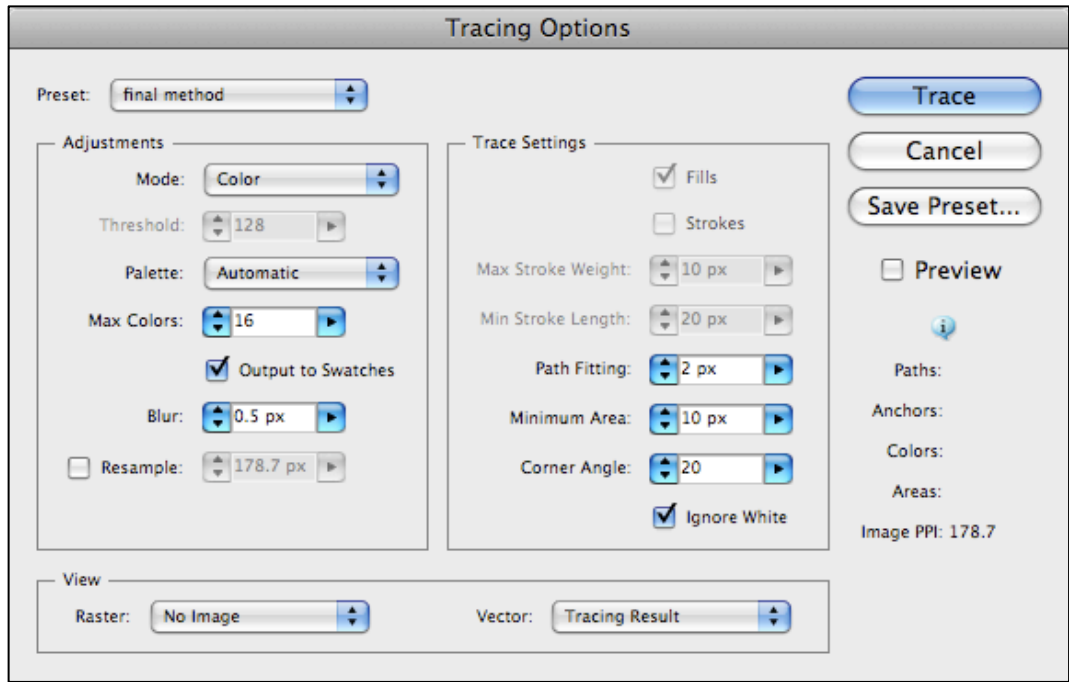 Tracing Options
Preset: final method
Trace
Cancel
Save Preset...
Preview
Adjustments
Mode: Color
Threshold: 128
Palette: Automatic
Max Colors: 16
Output to Swatches
Blur: 0.5 px
Resample: 178.7 px
Trace Settings
Fills
Strokes
Max Stroke Weight: 10 px
Min Stroke Length: 20 px
Path Fitting: 2 px
Minimum Area: 10 px
Corner Angle: 20
Ignore White
Paths:
Anchors:
Colors:
Areas:
Image PPI: 178.7
View
Raster: No Image
Vector: Tracing Result